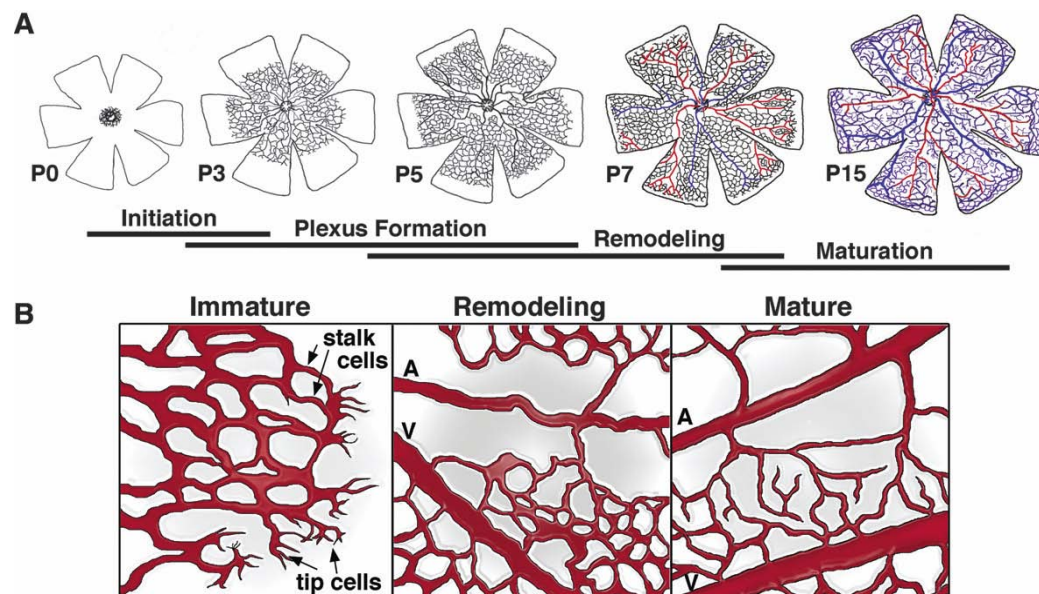 A
P0
P3
P5
P7
P15
Initiation
Plexus Formation
Remodeling
Maturation
B
Immature
Remodeling
Mature
stalk
cells
tip cells
A
V
A
V